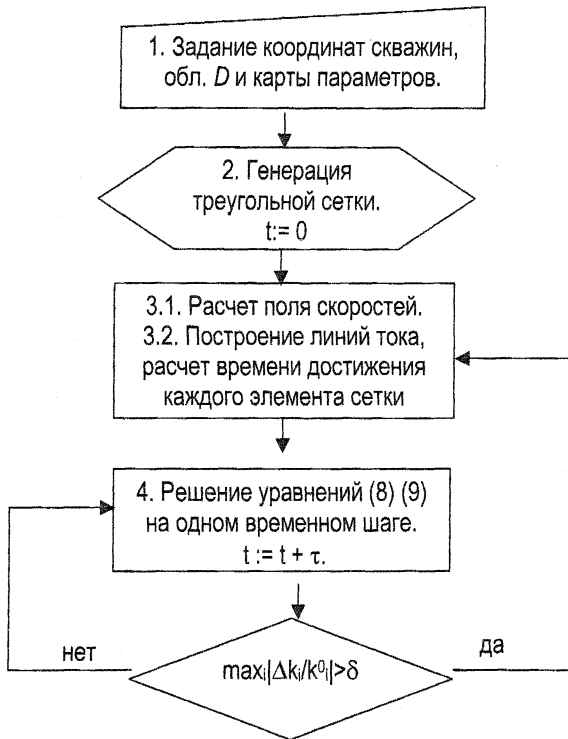 1. Задание координат скважин,
обл. D и карты параметров.
2. Генерация
треугольной сетки.
t:= 0
3.1. Расчет поля скоростей.
3.2. Построение линий тока,
расчет времени достижения
каждого элемента сетки
4. Решение уравнений (8) (9)
на одном временном шаге.
t := t + τ.
нет
maxᵢ|Δkᵢ/k⁰ᵢ|>δ
да